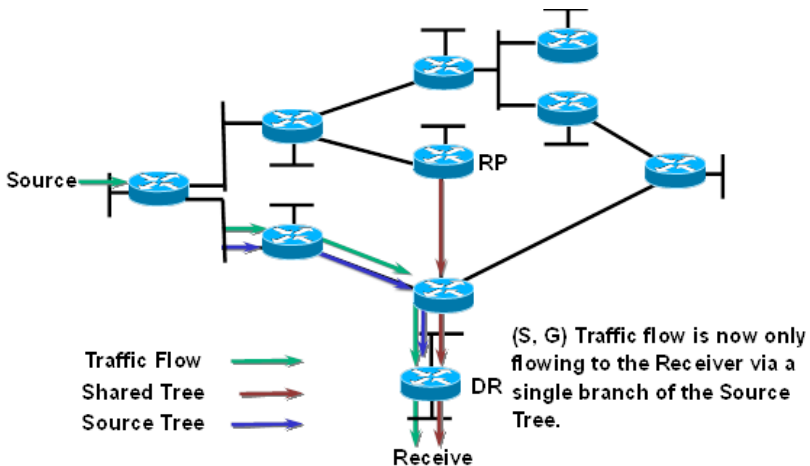 RP
Source
(S, G) Traffic flow is now only
flowing to the Receiver via a
single branch of the Source
Tree.
Traffic Flow
Shared Tree
Source Tree
DR
Receive